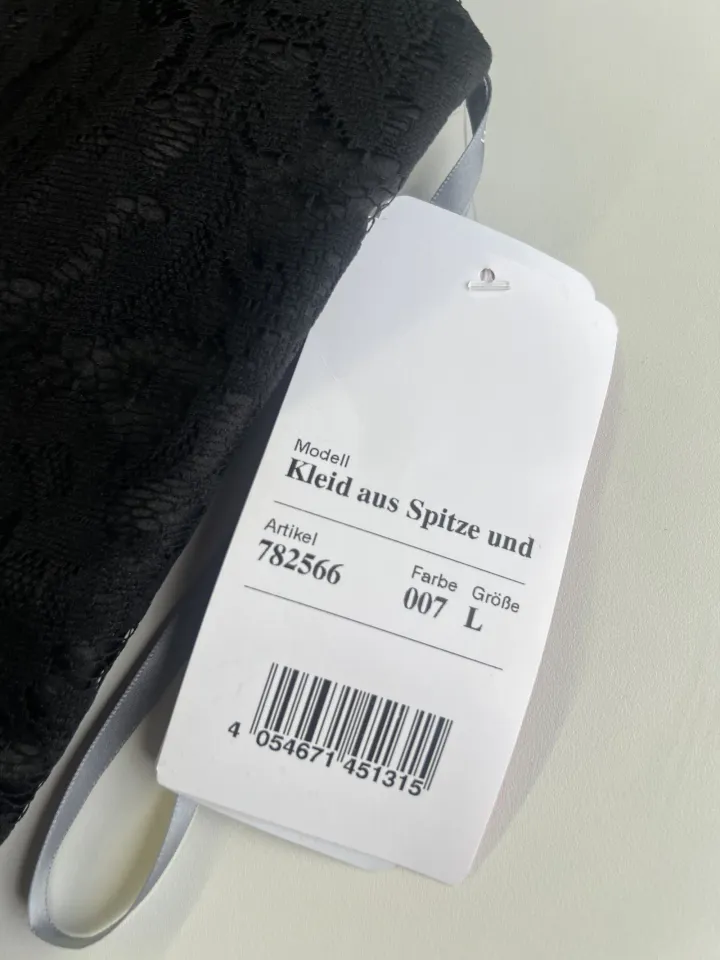 Modell
Kleid aus Spitze und
Artikel Farbe Größe
782566 007 L
4 054671 451315